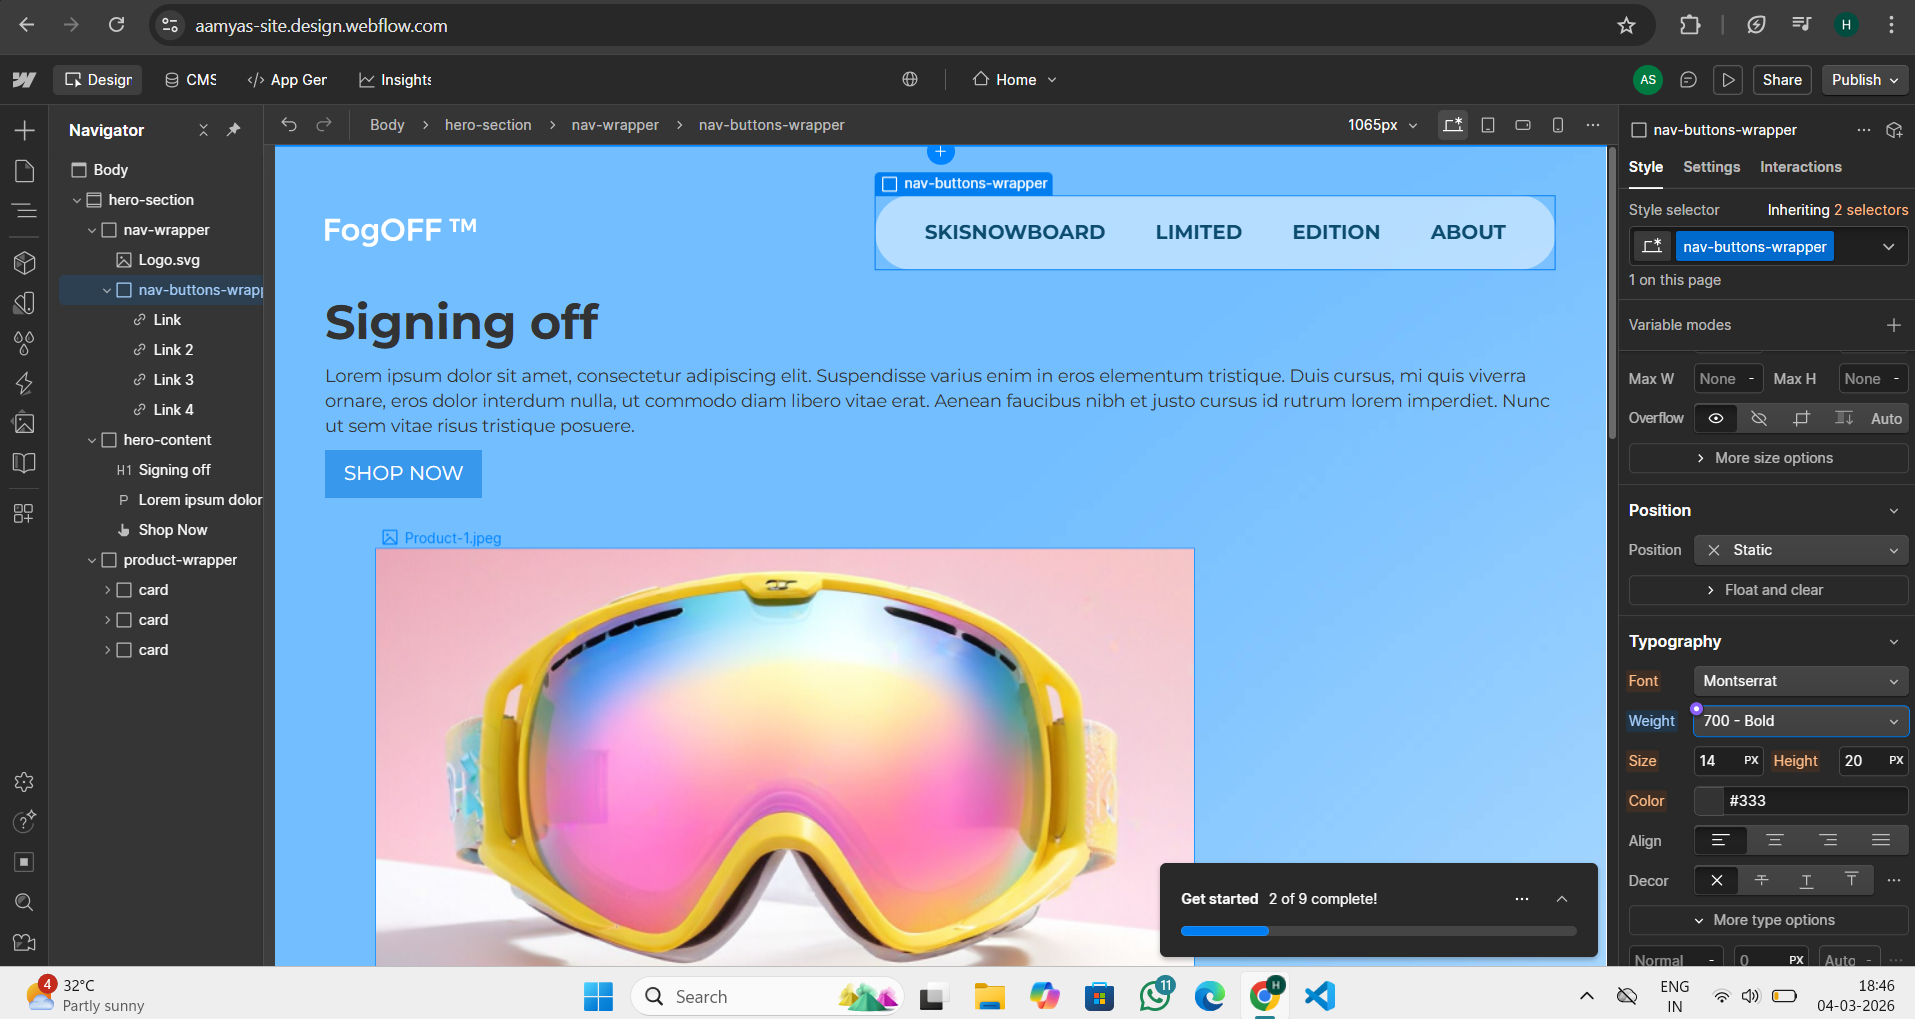 aamyas-site.design.webflow.com
H
Design
CMS
App Ger
Insights
Home
AS
Share
Publish
Navigator
Body
hero-section
nav-wrapper
Logo.svg
nav-buttons-wrapp
Link
Link 2
Link 3
Link 4
hero-content
H1 Signing off
P Lorem ipsum dolor
Shop Now
product-wrapper
card
card
card
Body > hero-section > nav-wrapper > nav-buttons-wrapper
1065px
nav-buttons-wrapper
FogOFF ™
SKISNOWBOARD LIMITED EDITION ABOUT
Signing off
Lorem ipsum dolor sit amet, consectetur adipiscing elit. Suspendisse varius enim in eros elementum tristique. Duis cursus, mi quis viverra
ornare, eros dolor interdum nulla, ut commodo diam libero vitae erat. Aenean faucibus nibh et justo cursus id rutrum lorem imperdiet. Nunc
ut sem vitae risus tristique posuere.
SHOP NOW
Product-1.jpeg
Get started 2 of 9 complete!
nav-buttons-wrapper
Style Settings Interactions
Style selector Inheriting 2 selectors
nav-buttons-wrapper
1 on this page
Variable modes
Max W None - Max H None -
Overflow Auto
More size options
Position
Position Static
Float and clear
Typography
Font Montserrat
Weight 700 - Bold
Size 14 PX Height 20 PX
Color #333
Align
Decor
More type options
Normal - 0 PX Auto -
4
32°C
Partly sunny
Search
11
H
ENG
IN
18:46
04-03-2026